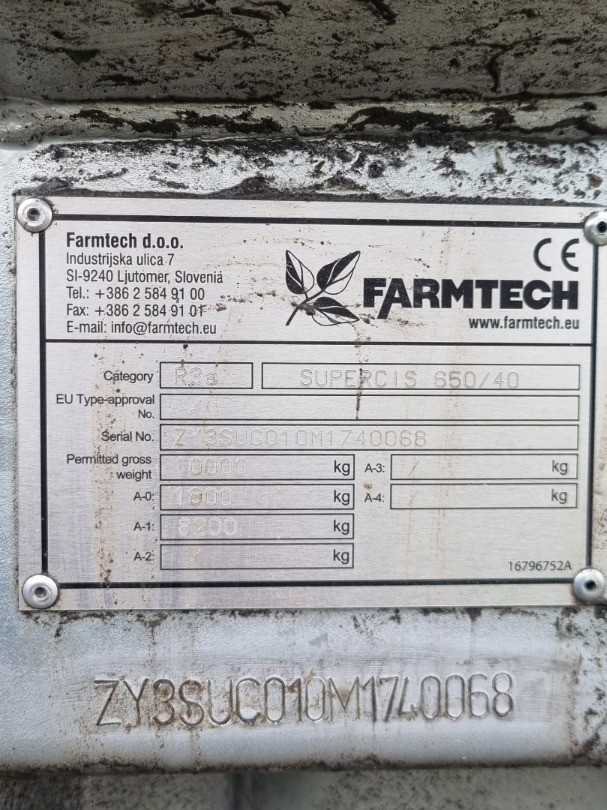 Farmtech d.o.o.
Industrijska ulica 7
SI-9240 Ljutomer, Slovenia
Tel.: +386 2 584 91 00
Fax: +386 2 584 91 01
E-mail: info@farmtech.eu
CE
FARMTECH
www.farmtech.eu
Category R3a SUPERCIS 650/40
EU Type-approval
No. /
Serial No. ZY3SUC010M1740068
Permitted gross
weight 10000 kg A-3: / kg
A-0: 1800 kg A-4: / kg
A-1: 8200 kg
A-2: / kg
16796752A
ZY3SUC010M1740068